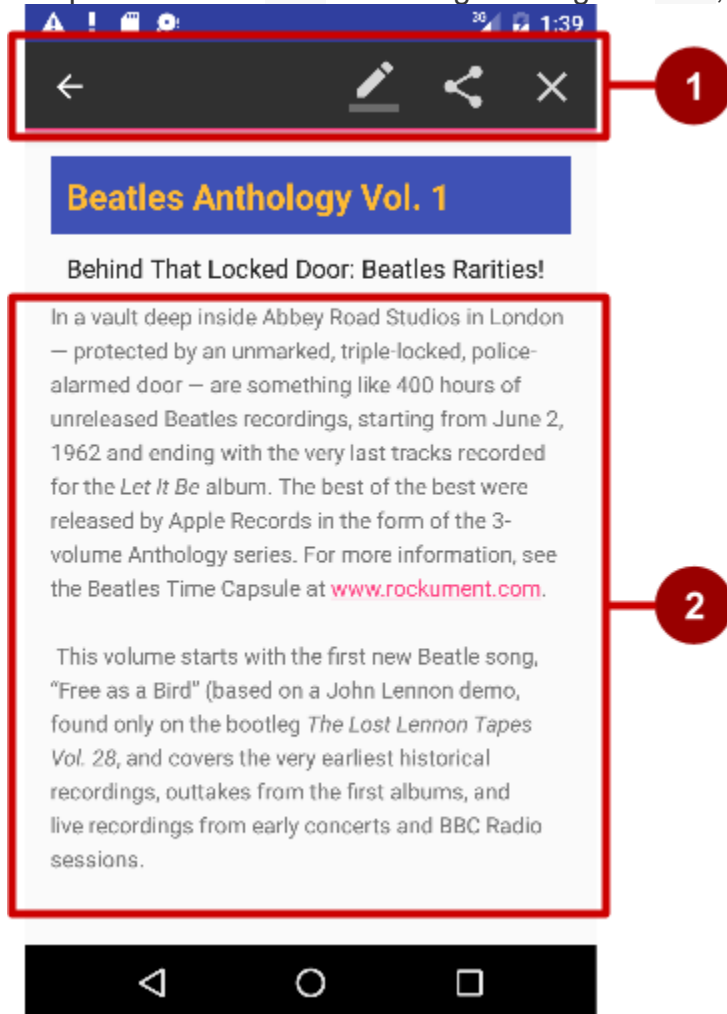 3G 1:39
1
Beatles Anthology Vol. 1
Behind That Locked Door: Beatles Rarities!
In a vault deep inside Abbey Road Studios in London
— protected by an unmarked, triple-locked, police-
alarmed door — are something like 400 hours of
unreleased Beatles recordings, starting from June 2,
1962 and ending with the very last tracks recorded
for the Let It Be album. The best of the best were
released by Apple Records in the form of the 3-
volume Anthology series. For more information, see
the Beatles Time Capsule at www.rockument.com.
2
This volume starts with the first new Beatle song,
“Free as a Bird” (based on a John Lennon demo,
found only on the bootleg The Lost Lennon Tapes
Vol. 28, and covers the very earliest historical
recordings, outtakes from the first albums, and
live recordings from early concerts and BBC Radio
sessions.